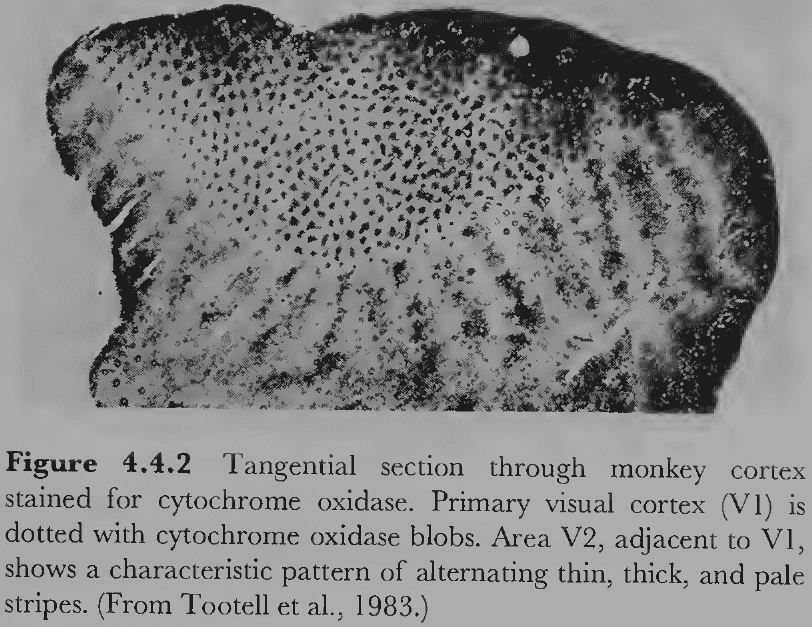 Figure 4.4.2 Tangential section through monkey cortex
stained for cytochrome oxidase. Primary visual cortex (V1) is
dotted with cytochrome oxidase blobs. Area V2, adjacent to V1,
shows a characteristic pattern of alternating thin, thick, and pale
stripes. (From Tootell et al., 1983.)